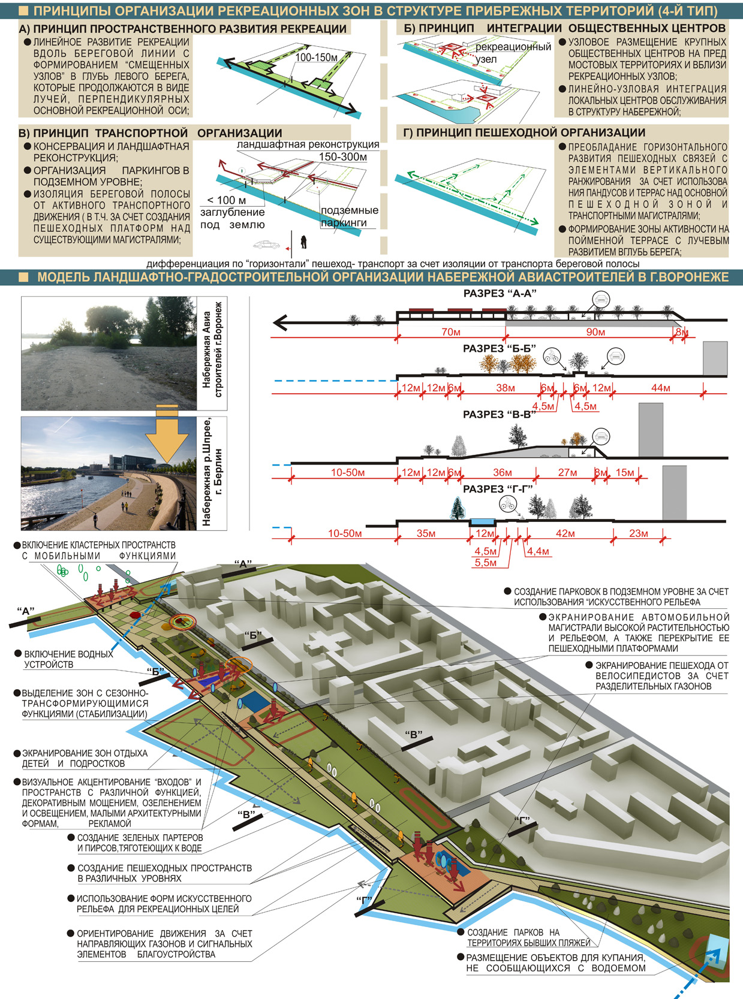 ПРИНЦИПЫ ОРГАНИЗАЦИИ РЕКРЕАЦИОННЫХ ЗОН В СТРУКТУРЕ ПРИБРЕЖНЫХ ТЕРРИТОРИЙ (4-Й ТИП)
А) ПРИНЦИП ПРОСТРАНСТВЕННОГО РАЗВИТИЯ РЕКРЕАЦИИ
ЛИНЕЙНОЕ РАЗВИТИЕ РЕКРЕАЦИИ
ВДОЛЬ БЕРЕГОВОЙ ЛИНИИ С
ФОРМИРОВАНИЕМ “СМЕЩЕННЫХ
УЗЛОВ” В ГЛУБЬ ЛЕВОГО БЕРЕГА,
КОТОРЫЕ ПРОДОЛЖАЮТСЯ В ВИДЕ
ЛУЧЕЙ, ПЕРПЕНДИКУЛЯРНЫХ
ОСНОВНОЙ РЕКРЕАЦИОННОЙ ОСИ;
100-150м
Б) ПРИНЦИП ИНТЕГРАЦИИ ОБЩЕСТВЕННЫХ ЦЕНТРОВ
рекреационный
узел
УЗЛОВОЕ РАЗМЕЩЕНИЕ КРУПНЫХ
ОБЩЕСТВЕННЫХ ЦЕНТРОВ НА ПРЕД
МОСТОВЫХ ТЕРРИТОРИЯХ И ВБЛИЗИ
РЕКРЕАЦИОННЫХ УЗЛОВ;
ЛИНЕЙНО-УЗЛОВАЯ ИНТЕГРАЦИЯ
ЛОКАЛЬНЫХ ЦЕНТРОВ ОБСЛУЖИВАНИЯ
В СТРУКТУРУ НАБЕРЕЖНОЙ;
В) ПРИНЦИП ТРАНСПОРТНОЙ ОРГАНИЗАЦИИ
КОНСЕРВАЦИЯ И ЛАНДШАФТНАЯ
РЕКОНСТРУКЦИЯ;
ОРГАНИЗАЦИЯ ПАРКИНГОВ В
ПОДЗЕМНОМ УРОВНЕ;
ИЗОЛЯЦИЯ БЕРЕГОВОЙ ПОЛОСЫ
ОТ АКТИВНОГО ТРАНСПОРТНОГО
ДВИЖЕНИЯ ( В Т.Ч. ЗА СЧЕТ СОЗДАНИЯ
ПЕШЕХОДНЫХ ПЛАТФОРМ НАД
СУЩЕСТВУЮЩИМИ МАГИСТРАЛЯМИ;
ландшафтная реконструкция
150-300м
< 100 м
заглубление
под землю
подземные
паркинги
Г) ПРИНЦИП ПЕШЕХОДНОЙ ОРГАНИЗАЦИИ
ПРЕОБЛАДАНИЕ ГОРИЗОНТАЛЬНОГО
РАЗВИТИЯ ПЕШЕХОДНЫХ СВЯЗЕЙ С
ЭЛЕМЕНТАМИ ВЕРТИКАЛЬНОГО
РАНЖИРОВАНИЯ ЗА СЧЕТ ИСПОЛЬЗОВА
НИЯ ПАНДУСОВ И ТЕРРАС НАД ОСНОВНОЙ
ПЕШЕХОДНОЙ ЗОНОЙ И
ТРАНСПОРТНЫМИ МАГИСТРАЛЯМИ;
ФОРМИРОВАНИЕ ЗОНЫ АКТИВНОСТИ НА
ПОЙМЕННОЙ ТЕРРАСЕ С ЛУЧЕВЫМ
РАЗВИТИЕМ ВГЛУБЬ БЕРЕГА;
дифференциация по “горизонтали” пешеход- транспорт за счет изоляции от транспорта береговой полосы
МОДЕЛЬ ЛАНДШАФТНО-ГРАДОСТРОИТЕЛЬНОЙ ОРГАНИЗАЦИИ НАБЕРЕЖНОЙ АВИАСТРОИТЕЛЕЙ В Г.ВОРОНЕЖЕ
Набережная Авиа
строителей г.Воронеж
Набережная р.Шпрее,
г. Берлин
РАЗРЕЗ “А-А”
70м 90м 8м
РАЗРЕЗ “Б-Б”
12м 12м 6м 38м 6м 6м 12м 44м
4,5м 4,5м
РАЗРЕЗ “В-В”
10-50м 12м 12м 6м 36м 27м 8м 15м
РАЗРЕЗ “Г-Г”
10-50м 35м 12м 42м 23м
4,5м 4,4м
5,5м
ВКЛЮЧЕНИЕ КЛАСТЕРНЫХ ПРОСТРАНСТВ
С МОБИЛЬНЫМИ ФУНКЦИЯМИ
“А”
“А”
“Б”
“Б”
“В”
“В”
“Г”
“Г”
ВКЛЮЧЕНИЕ ВОДНЫХ
УСТРОЙСТВ
ВЫДЕЛЕНИЕ ЗОН С СЕЗОННО-
ТРАНСФОРМИРУЮЩИМИСЯ
ФУНКЦИЯМИ (СТАБИЛИЗАЦИИ)
ЭКРАНИРОВАНИЕ ЗОН ОТДЫХА
ДЕТЕЙ И ПОДРОСТКОВ
ВИЗУАЛЬНОЕ АКЦЕНТИРОВАНИЕ “ВХОДОВ” И
ПРОСТРАНСТВ С РАЗЛИЧНОЙ ФУНКЦИЕЙ,
ДЕКОРАТИВНЫМ МОЩЕНИЕМ, ОЗЕЛЕНЕНИЕМ
И ОСВЕЩЕНИЕМ, МАЛЫМИ АРХИТЕКТУРНЫМИ
ФОРМАМИ, РЕКЛАМОЙ
СОЗДАНИЕ ЗЕЛЕНЫХ ПАРТЕРОВ
И ПИРСОВ,ТЯГОТЕЮЩИХ К ВОДЕ
СОЗДАНИЕ ПЕШЕХОДНЫХ ПРОСТРАНСТВ
В РАЗЛИЧНЫХ УРОВНЯХ
ИСПОЛЬЗОВАНИЕ ФОРМ ИСКУССТВЕННОГО
РЕЛЬЕФА ДЛЯ РЕКРЕАЦИОННЫХ ЦЕЛЕЙ
ОРИЕНТИРОВАНИЕ ДВИЖЕНИЯ ЗА СЧЕТ
НАПРАВЛЯЮЩИХ ГАЗОНОВ И СИГНАЛЬНЫХ
ЭЛЕМЕНТОВ БЛАГОУСТРОЙСТВА
СОЗДАНИЕ ПАРКОВОК В ПОДЗЕМНОМ УРОВНЕ ЗА СЧЕТ
ИСПОЛЬЗОВАНИЯ “ИСКУССТВЕННОГО РЕЛЬЕФА
ЭКРАНИРОВАНИЕ АВТОМОБИЛЬНОЙ
МАГИСТРАЛИ ВЫСОКОЙ РАСТИТЕЛЬНОСТЬЮ
И РЕЛЬЕФОМ, А ТАКЖЕ ПЕРЕКРЫТИЕ ЕЕ
ПЕШЕХОДНЫМИ ПЛАТФОРМАМИ
ЭКРАНИРОВАНИЕ ПЕШЕХОДА ОТ
ВЕЛОСИПЕДИСТОВ ЗА СЧЕТ
РАЗДЕЛИТЕЛЬНЫХ ГАЗОНОВ
СОЗДАНИЕ ПАРКОВ НА
ТЕРРИТОРИЯХ БЫВШИХ ПЛЯЖЕЙ
РАЗМЕЩЕНИЕ ОБЪЕКТОВ ДЛЯ КУПАНИЯ,
НЕ СООБЩАЮЩИХСЯ С ВОДОЕМОМ